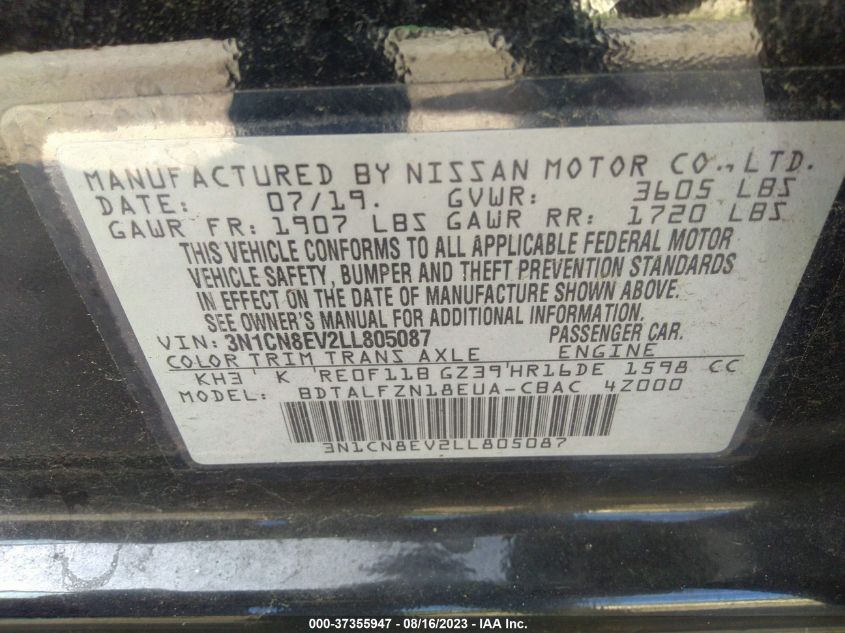 MANUFACTURED BY NISSAN MOTOR CO., LTD.
DATE: 07/19. GVWR: 3605 LBS
GAWR FR: 1907 LBS GAWR RR: 1720 LBS
THIS VEHICLE CONFORMS TO ALL APPLICABLE FEDERAL MOTOR
VEHICLE SAFETY, BUMPER AND THEFT PREVENTION STANDARDS
IN EFFECT ON THE DATE OF MANUFACTURE SHOWN ABOVE.
SEE OWNER'S MANUAL FOR ADDITIONAL INFORMATION.
VIN: 3N1CN8EV2LL805087 PASSENGER CAR.
COLOR TRIM TRANS AXLE ENGINE
KH3 ' K 'RE0F11B GZ39'HR16DE 1598 CC
MODEL: BDTALFZN18EUA-CBAC 4Z000
3N1CN8EV2LL805087
000-37355947 - 08/16/2023 - IAA Inc.